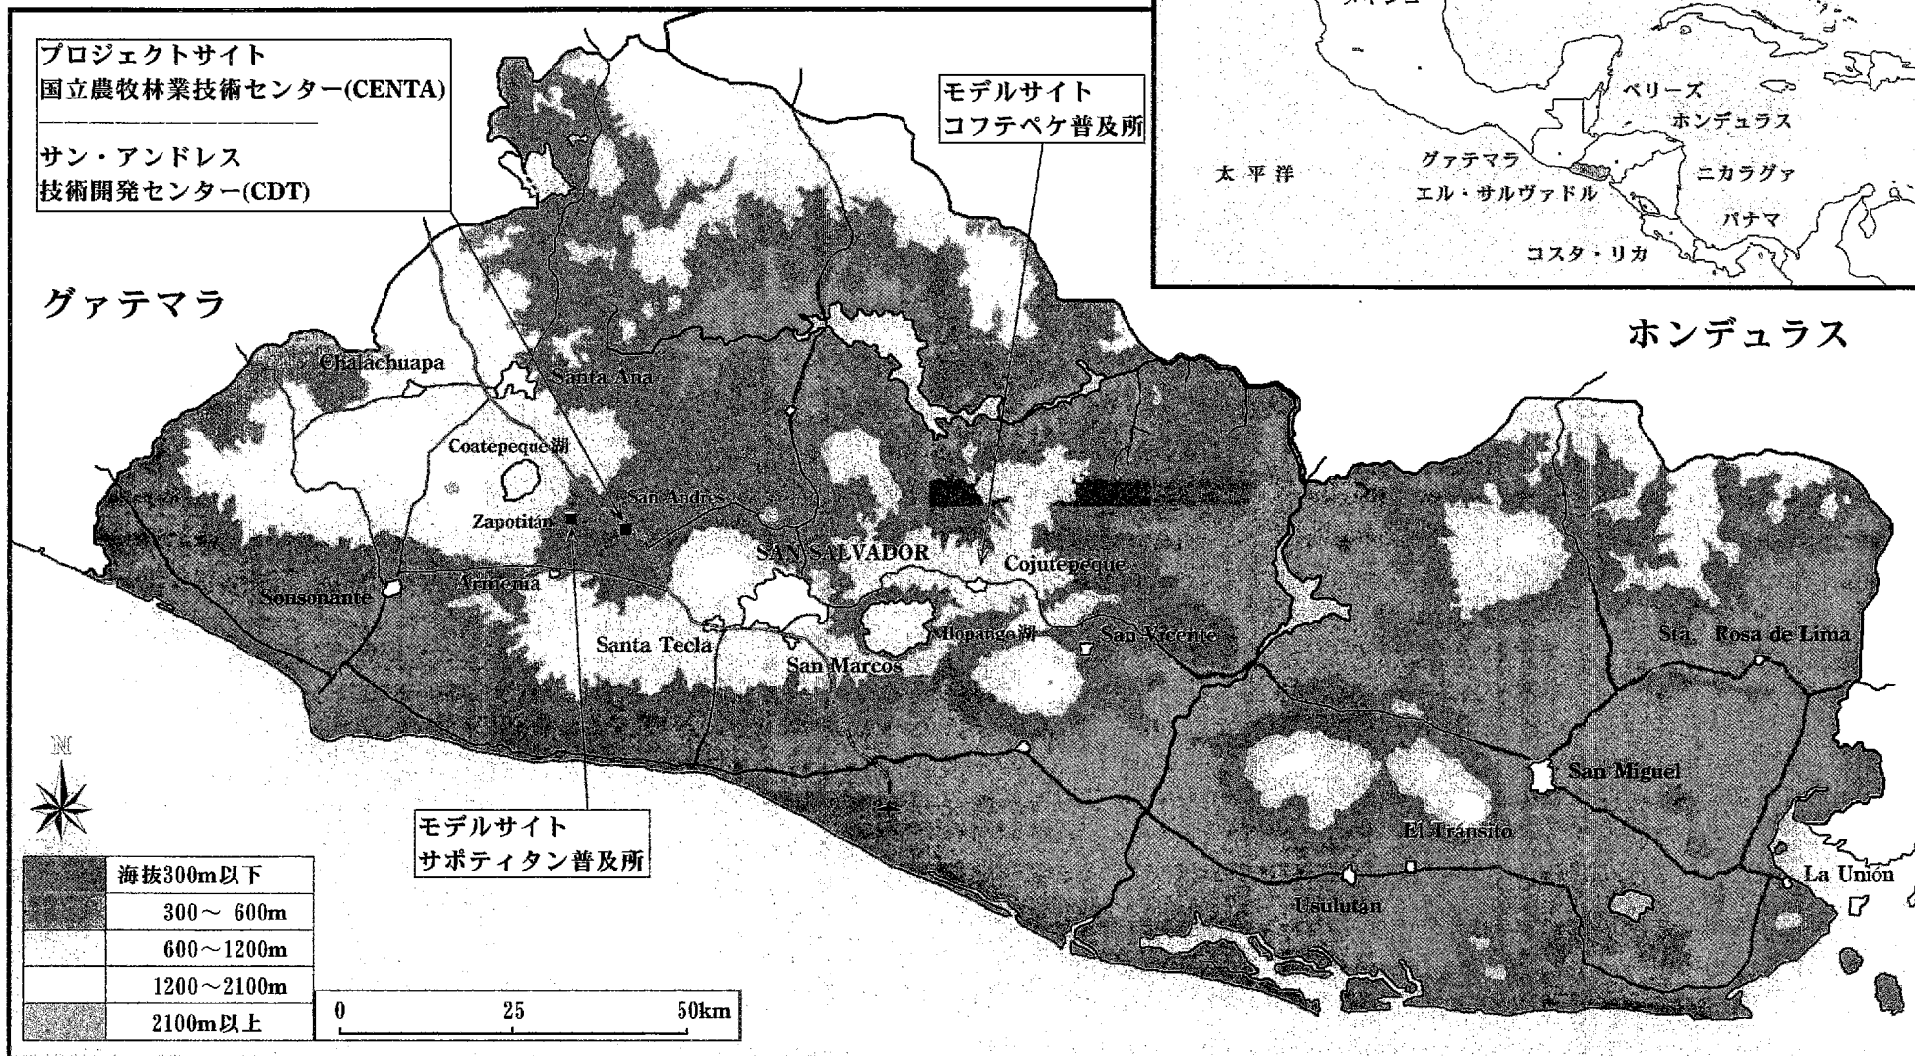 プロジェクトサイト
国立農牧林業技術センター(CENTA)
サン・アンドレス
技術開発センター(CDT)
モデルサイト
コフテペケ普及所
ベリーズ
ホンデュラス
グァテマラ
太平洋
ニカラグァ
エル・サルヴァドル
パナマ
コスタ・リカ
グァテマラ
ホンデュラス
Chalachuapa
Santa Ana
Coatepeque湖
San Andrés
Zapotitán
SAN SALVADOR
Cojutepeque
Armenia
Sonsonante
Ilopango湖
San Vicente
Santa Tecla
San Marcos
Sta. Rosa de Lima
N
San Miguel
モデルサイト
サポティタン普及所
El Tránsito
La Unión
Usulután
海抜300m以下
300〜 600m
600〜1200m
1200〜2100m
2100m以上
0 25 50km